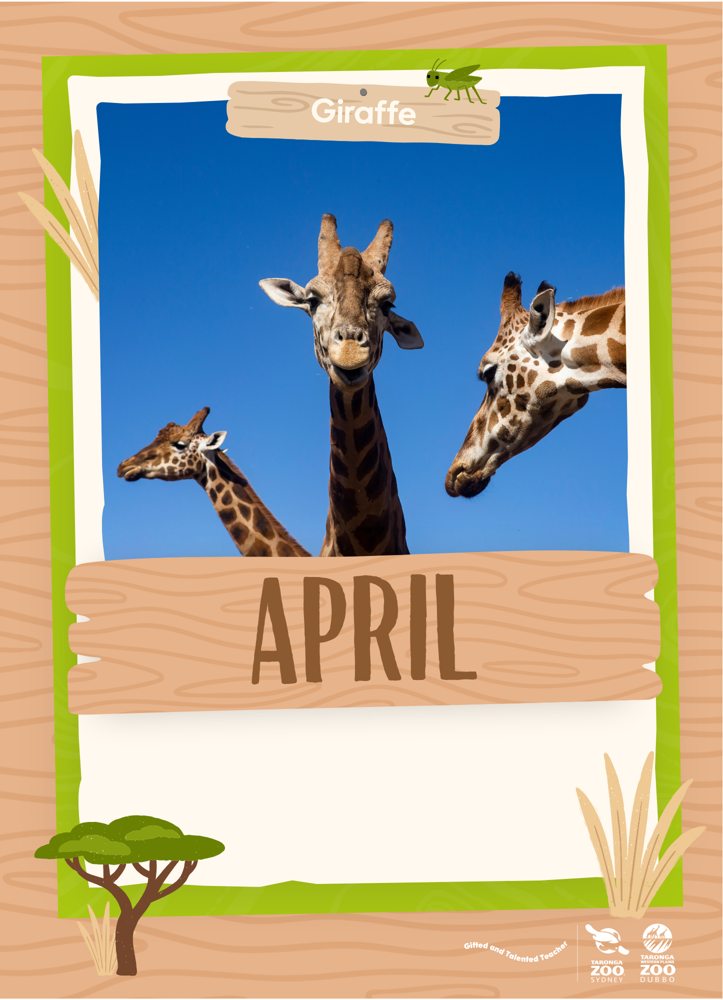 Giraffe
APRIL
Gifted and Talented Teacher
TARONGA
ZOO
SYDNEY
TARONGA
WESTERN PLAINS
ZOO
DUBBO